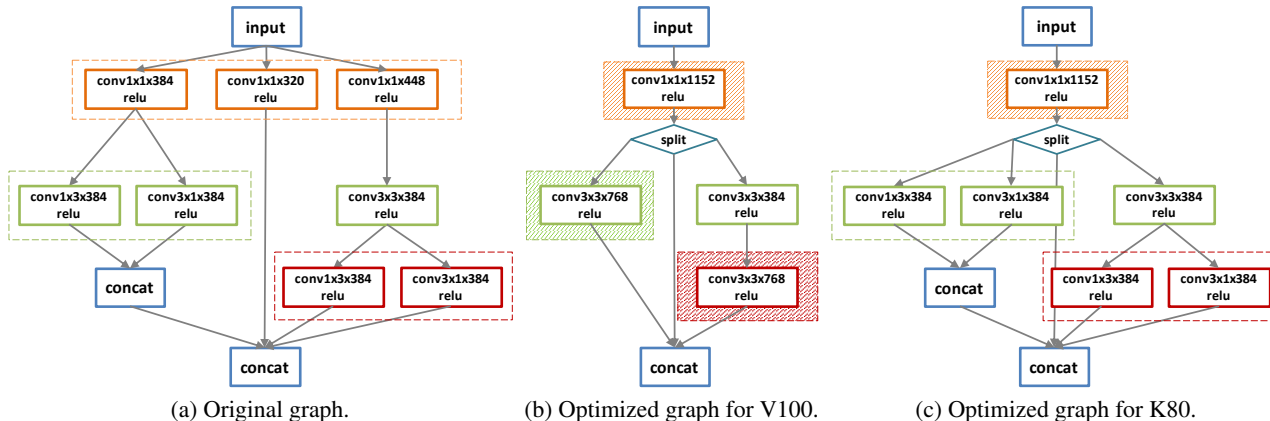 input
conv1x1x384
relu
conv1x1x320
relu
conv1x1x448
relu
conv1x3x384
relu
conv3x1x384
relu
conv3x3x384
relu
concat
conv1x3x384
relu
conv3x1x384
relu
concat
(a) Original graph.
input
conv1x1x1152
relu
split
conv3x3x768
relu
conv3x3x384
relu
conv3x3x768
relu
concat
(b) Optimized graph for V100.
input
conv1x1x1152
relu
split
conv1x3x384
relu
conv3x1x384
relu
conv3x3x384
relu
concat
conv1x3x384
relu
conv3x1x384
relu
concat
(c) Optimized graph for K80.